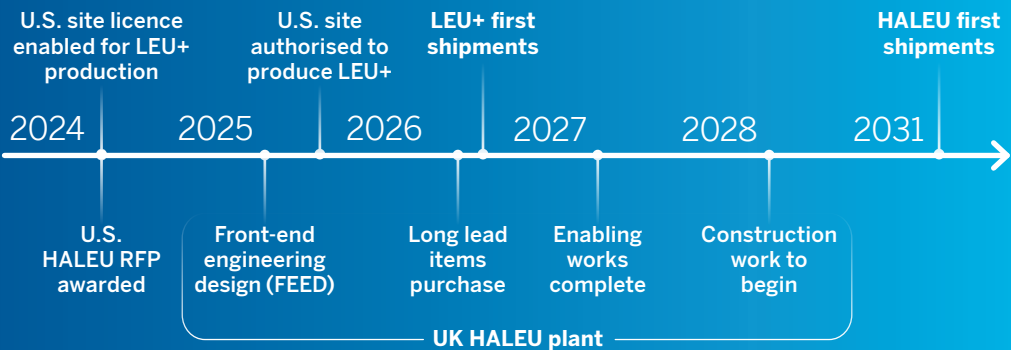 U.S. site licence
enabled for LEU+
production
U.S. site
authorised to
produce LEU+
LEU+ first
shipments
HALEU first
shipments
2024
2025
2026
2027
2028
2031
U.S.
HALEU RFP
awarded
Front-end
engineering
design (FEED)
Long lead
items
purchase
Enabling
works
complete
Construction
work to
begin
UK HALEU plant